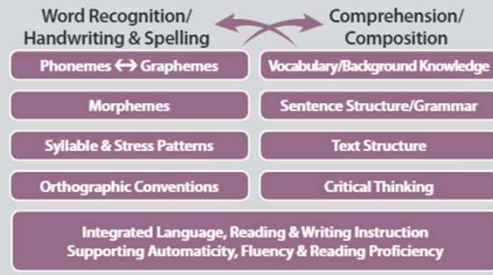 Word Recognition/
Handwriting & Spelling
Comprehension/
Composition
Phonemes ↔ Graphemes
Vocabulary/Background Knowledge
Morphemes
Sentence Structure/Grammar
Syllable & Stress Patterns
Text Structure
Orthographic Conventions
Critical Thinking
Integrated Language, Reading & Writing Instruction
Supporting Automaticity, Fluency & Reading Proficiency